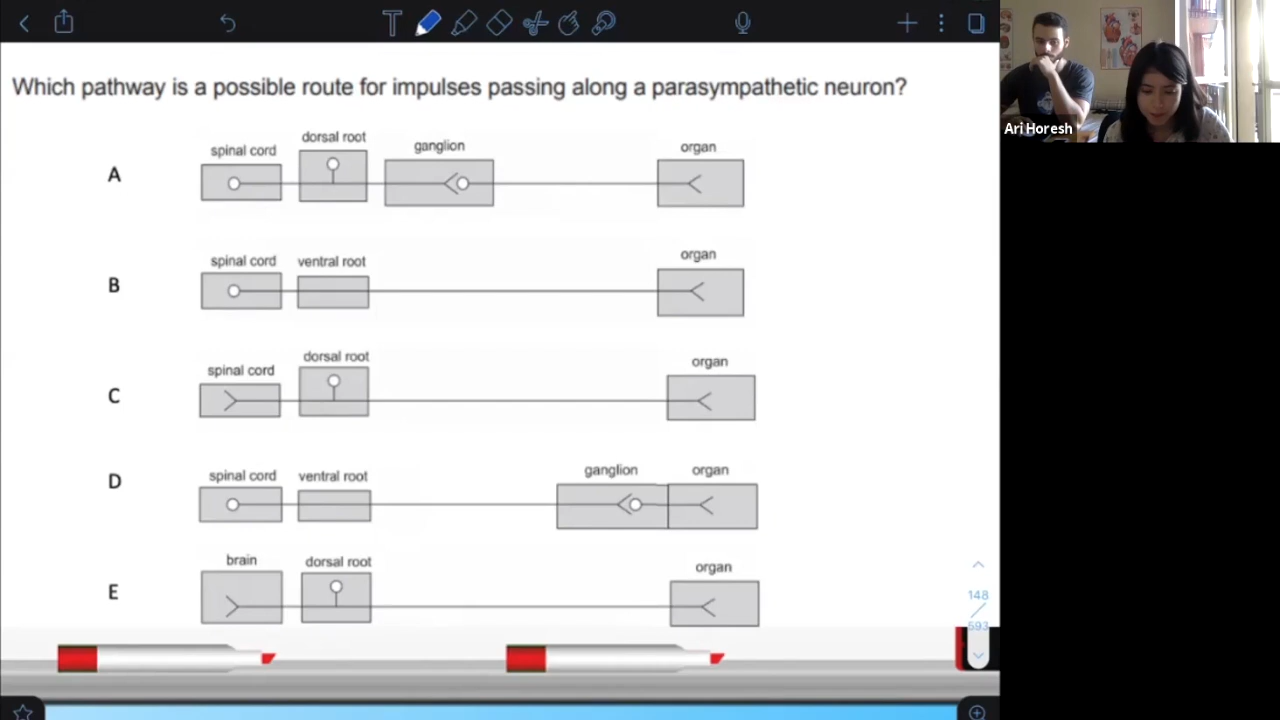 Which pathway is a possible route for impulses passing along a parasympathetic neuron?
Ari Horesh
A
spinal cord
dorsal root
ganglion
organ
B
spinal cord
ventral root
organ
C
spinal cord
dorsal root
organ
D
spinal cord
ventral root
ganglion
organ
E
brain
dorsal root
organ
148
593